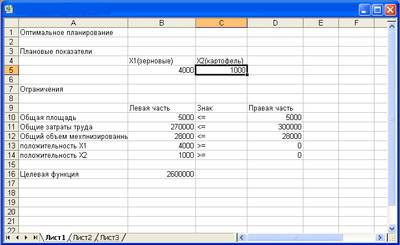 A B C D E F
1 Оптимальное планирование
2
3 Плановые показатели
4 X1(зерновые) X2(картофель)
5 4000 1000
6
7 Ограничения
8
9 Левая часть Знак Правая часть
10 Общая площадь 5000 <= 5000
11 Общие затраты труда 270000 <= 300000
12 Общий объем мехпнизированны 28000 <= 28000
13 положительность X1 4000 >= 0
14 положительность X2 1000 >= 0
15
16 Целевая функция 2600000
17
18
19
20
21
22
Лист1 Лист2 Лист3